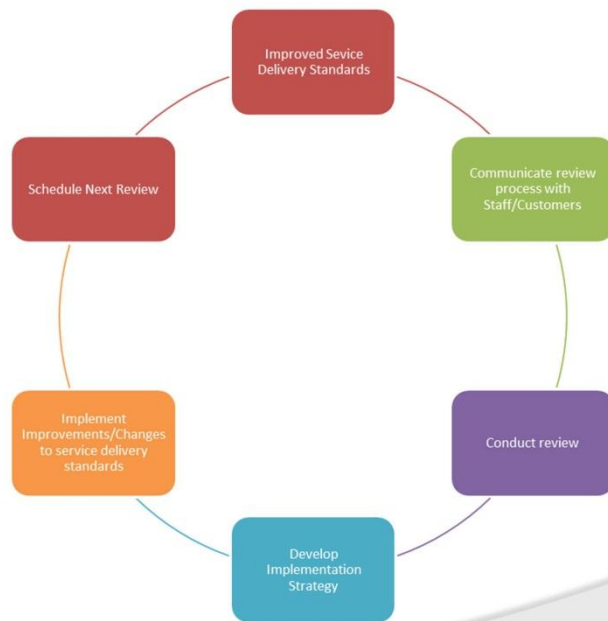 Improved Sevice
Delivery Standards
Communicate review
process with
Staff/Customers
Conduct review
Develop
Implementation
Strategy
Implement
Improvements/Changes
to service delivery
standards
Schedule Next Review